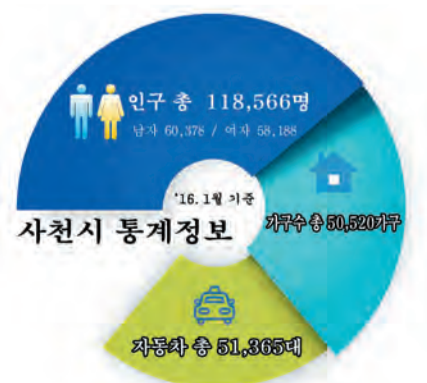 인구 총 118,566명
남자 60,378 / 여자 58,188
'16. 1월 기준
사천시 통계정보
가구수 총 50,520가구
자동차 총 51,365대